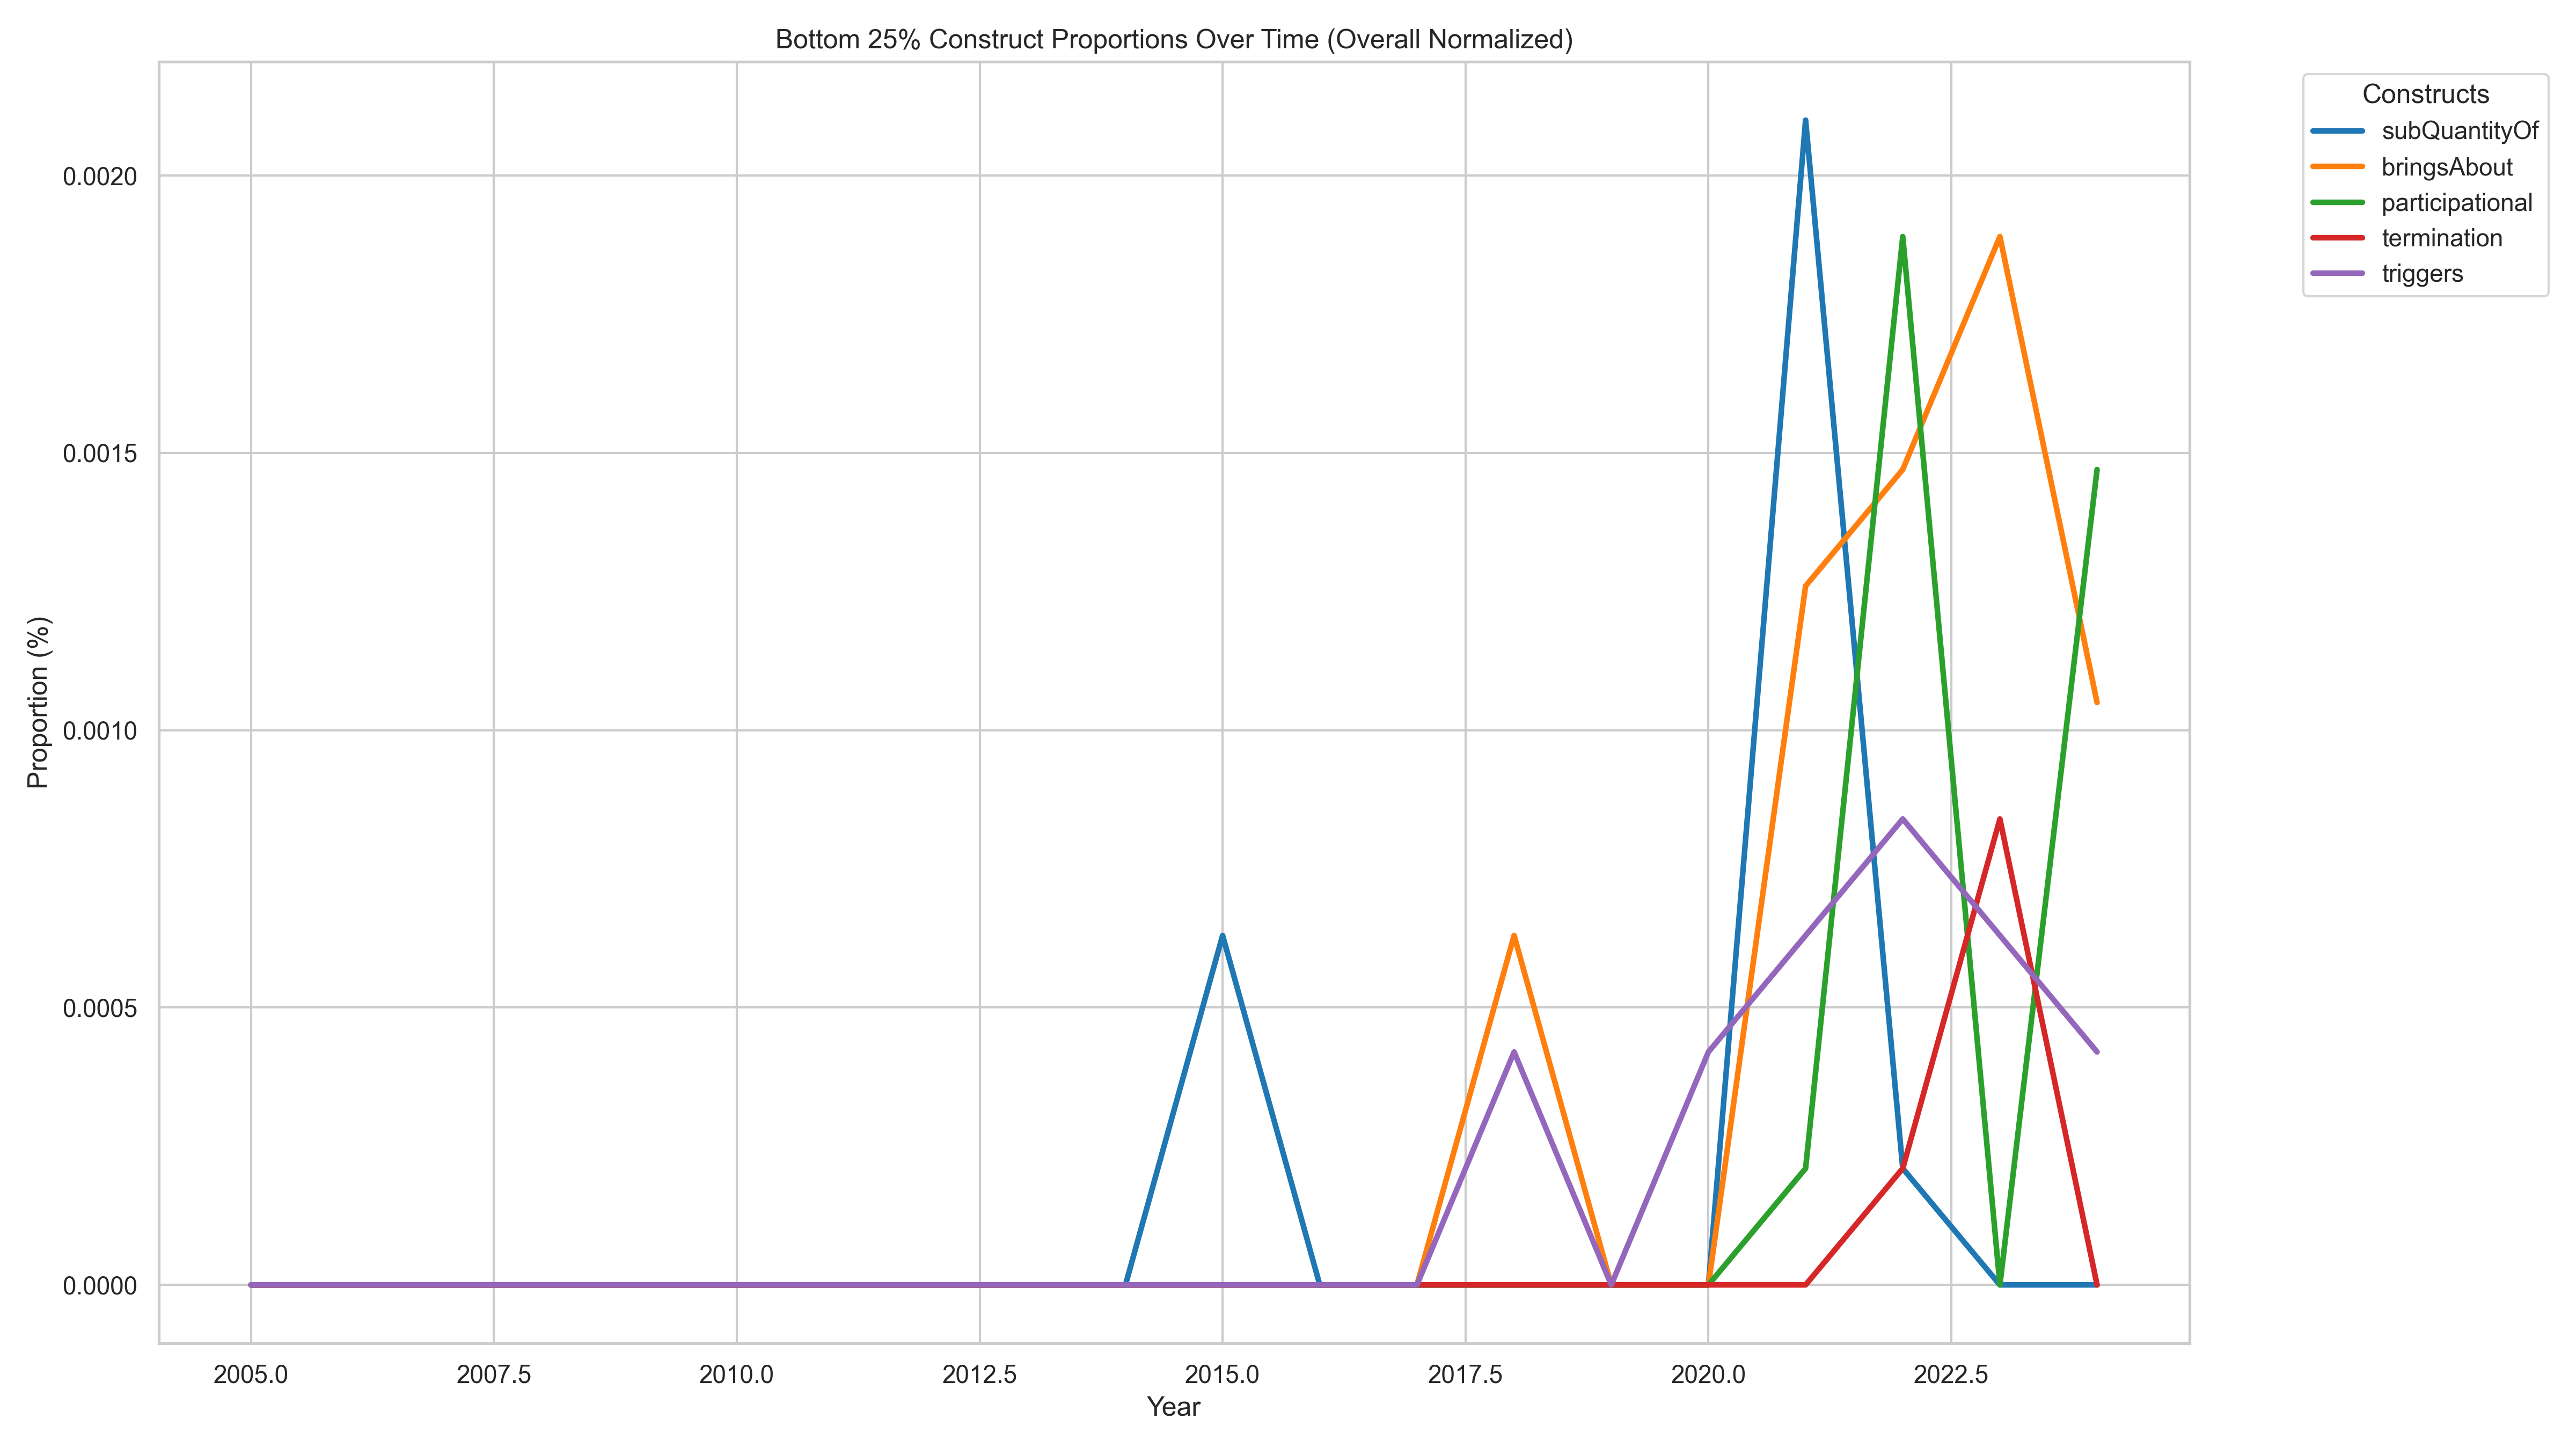 Bottom 25% Construct Proportions Over Time (Overall Normalized)
Constructs
subQuantityOf
bringsAbout
participational
termination
triggers
Proportion (%)
0.0020
0.0015
0.0010
0.0005
0.0000
2005.0 2007.5 2010.0 2012.5 2015.0 2017.5 2020.0 2022.5
Year